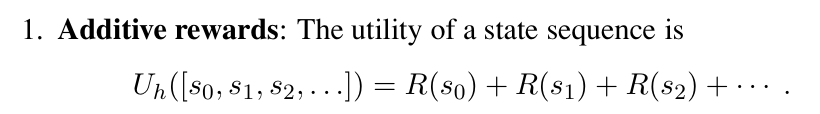 1. Additive rewards: The utility of a state sequence is
U_h([s_0, s_1, s_2, . . .]) = R(s_0) + R(s_1) + R(s_2) + · · · .